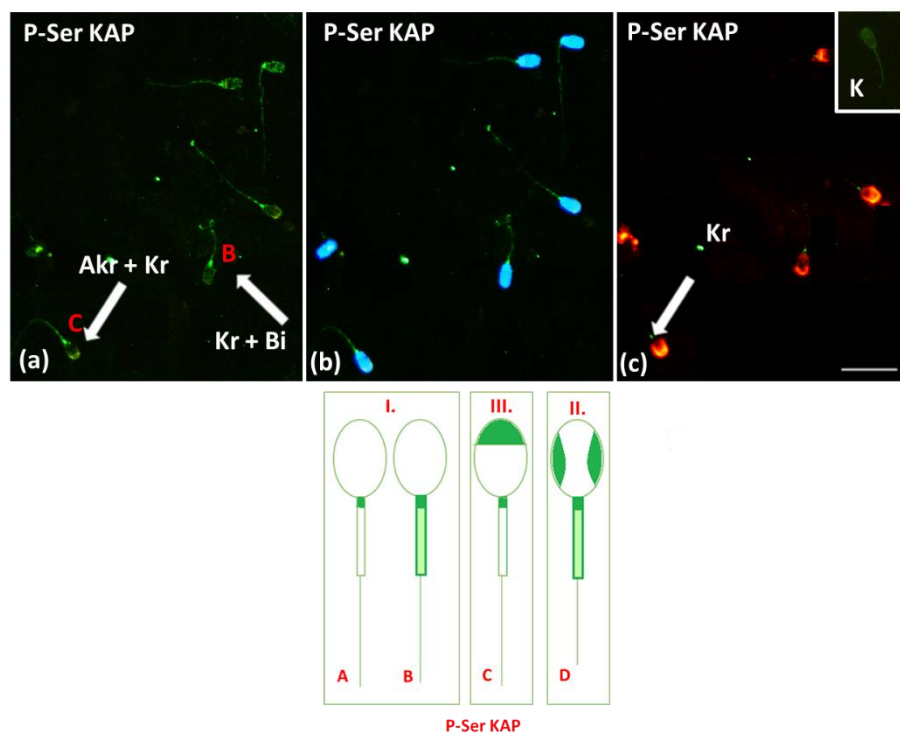 P-Ser KAP
P-Ser KAP
P-Ser KAP
K
B
Akr + Kr
Kr
C
Kr + Bi
(a)
(b)
(c)
I.
III.
II.
A
B
C
D
P-Ser KAP